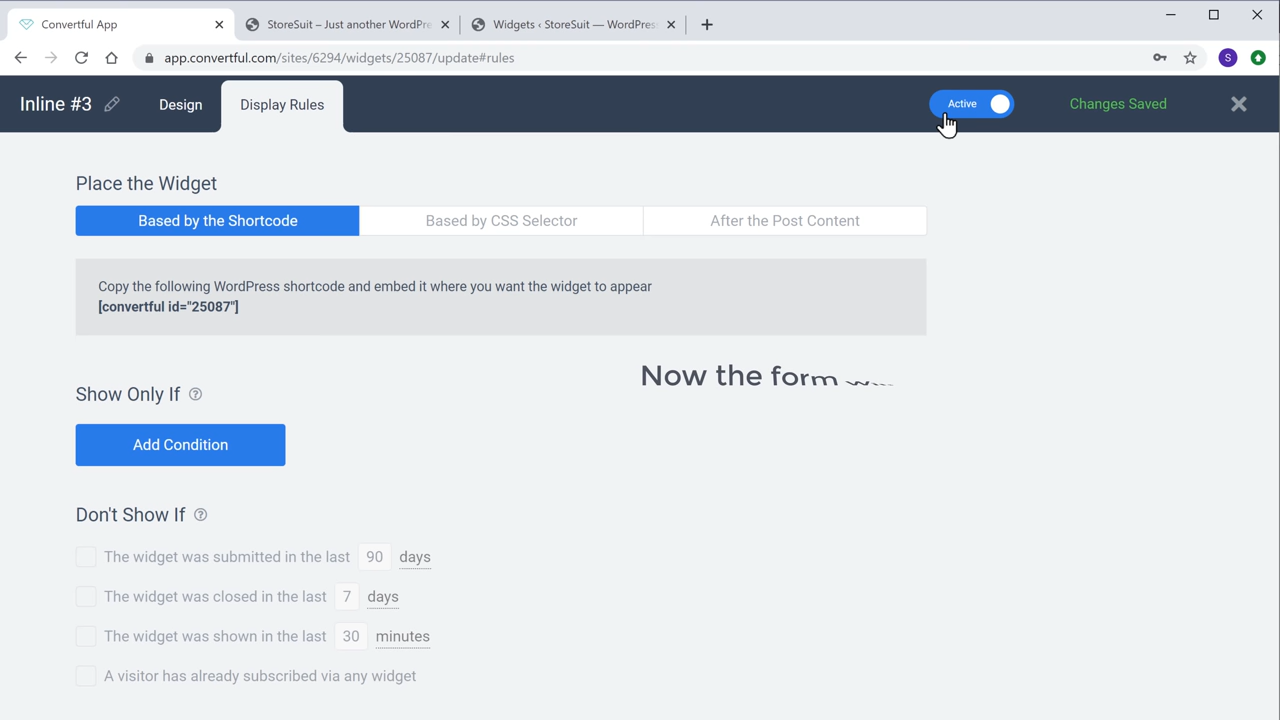 Convertful App
StoreSuit – Just another WordPre
Widgets ‹ StoreSuit — WordPress
app.convertful.com/sites/6294/widgets/25087/update#rules
S
Inline #3
Design
Display Rules
Active
Changes Saved
Place the Widget
Based by the Shortcode
Based by CSS Selector
After the Post Content
Copy the following WordPress shortcode and embed it where you want the widget to appear
[convertful id="25087"]
Now the form
Show Only If ?
Add Condition
Don't Show If ?
The widget was submitted in the last 90 days
The widget was closed in the last 7 days
The widget was shown in the last 30 minutes
A visitor has already subscribed via any widget